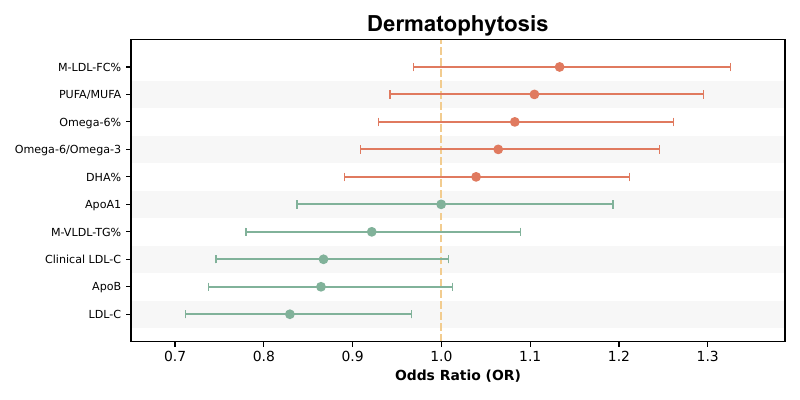 Dermatophytosis
M-LDL-FC%
PUFA/MUFA
Omega-6%
Omega-6/Omega-3
DHA%
ApoA1
M-VLDL-TG%
Clinical LDL-C
ApoB
LDL-C
0.7 0.8 0.9 1.0 1.1 1.2 1.3
Odds Ratio (OR)